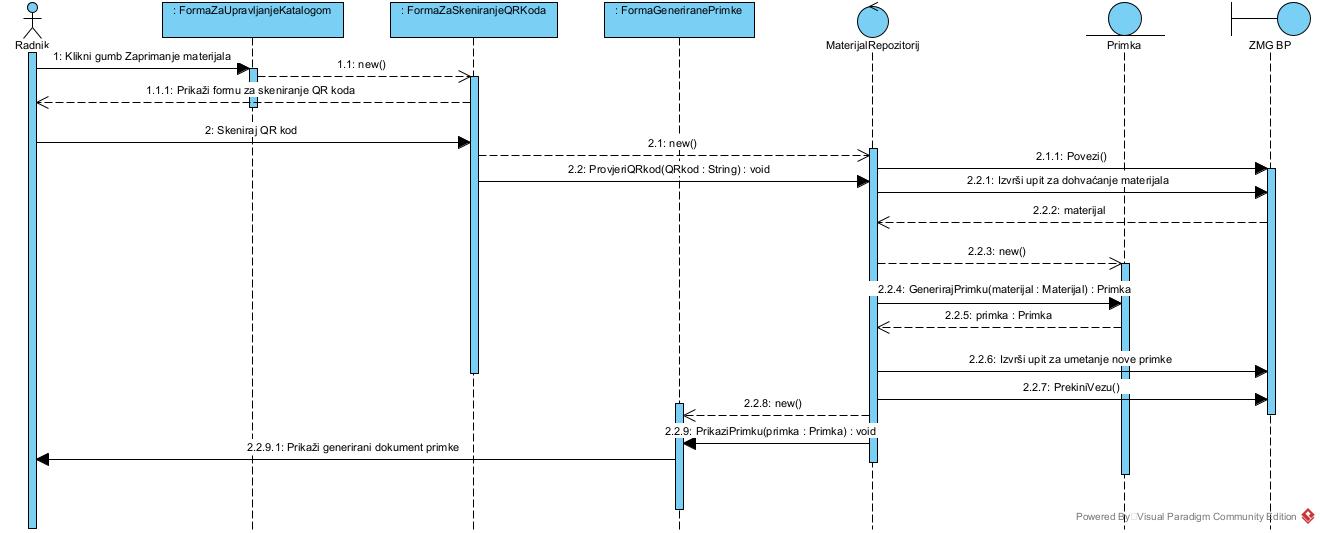 : FormaZaUpravljanjeKatalogom
: FormaZaSkeniranjeQRKoda
: FormaGeneriranePrimke
Radnik
MaterijalRepozitorij
Primka
ZMG BP
1: Klikni gumb Zaprimanje materijala
1.1: new()
1.1.1: Prikaži formu za skeniranje QR koda
2: Skeniraj QR kod
2.1: new()
2.1.1: Povezi()
2.2: ProvjeriQRkod(QRkod : String) : void
2.2.1: Izvrši upit za dohvaćanje materijala
2.2.2: materijal
2.2.3: new()
2.2.4: GenerirajPrimku(materijal : Materijal) : Primka
2.2.5: primka : Primka
2.2.6: Izvrši upit za umetanje nove primke
2.2.7: PrekiniVezu()
2.2.8: new()
2.2.9: PrikaziPrimku(primka : Primka) : void
2.2.9.1: Prikaži generirani dokument primke
Powered By Visual Paradigm Community Edition